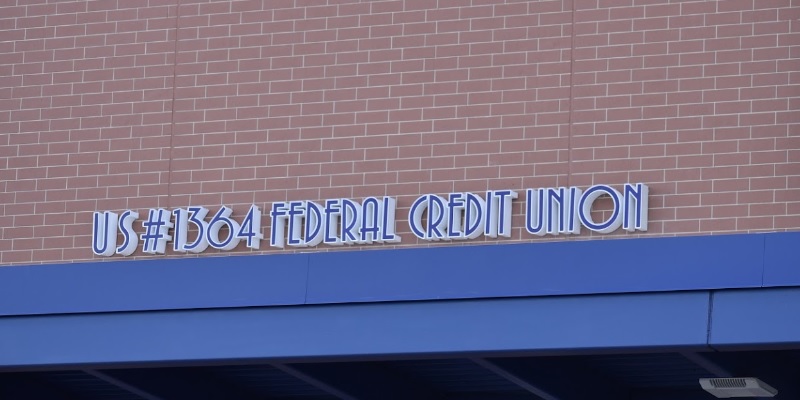 US #1364 FEDERAL CREDIT UNION